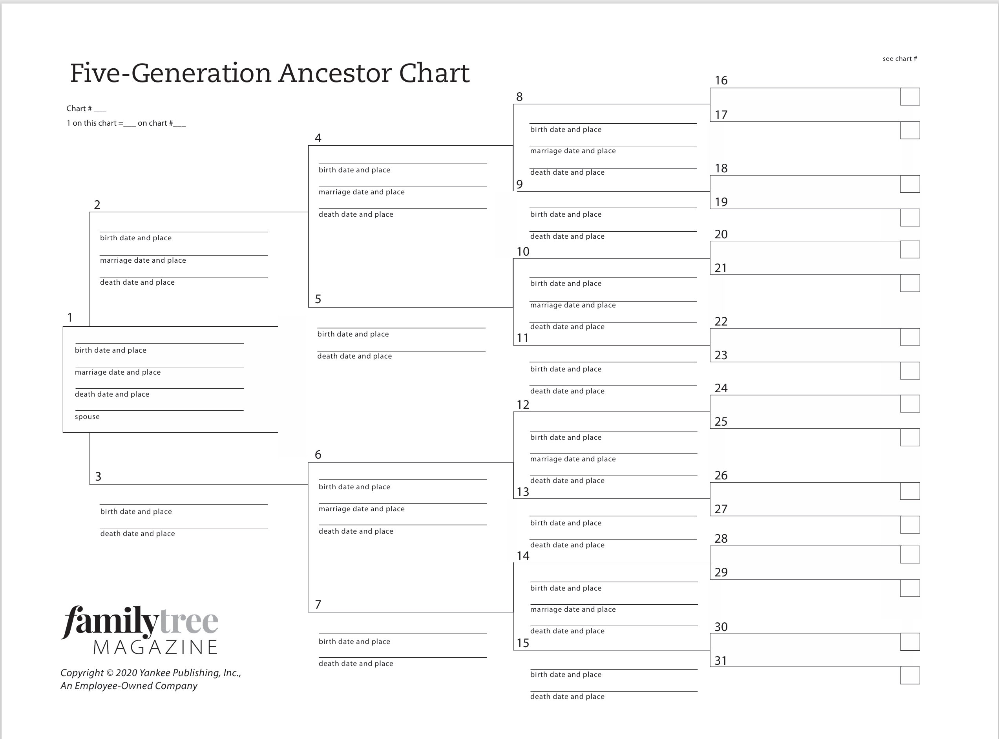 Five-Generation Ancestor Chart
see chart #
Chart # ___
1 on this chart =___ on chart #___
1
birth date and place
marriage date and place
death date and place
spouse
2
birth date and place
marriage date and place
death date and place
3
birth date and place
death date and place
4
birth date and place
marriage date and place
death date and place
5
birth date and place
death date and place
6
birth date and place
marriage date and place
death date and place
7
birth date and place
death date and place
8
birth date and place
marriage date and place
death date and place
9
birth date and place
death date and place
10
birth date and place
marriage date and place
death date and place
11
birth date and place
death date and place
12
birth date and place
marriage date and place
death date and place
13
birth date and place
death date and place
14
birth date and place
marriage date and place
death date and place
15
birth date and place
death date and place
16
17
18
19
20
21
22
23
24
25
26
27
28
29
30
31
familytree
MAGAZINE
Copyright © 2020 Yankee Publishing, Inc.,
An Employee-Owned Company